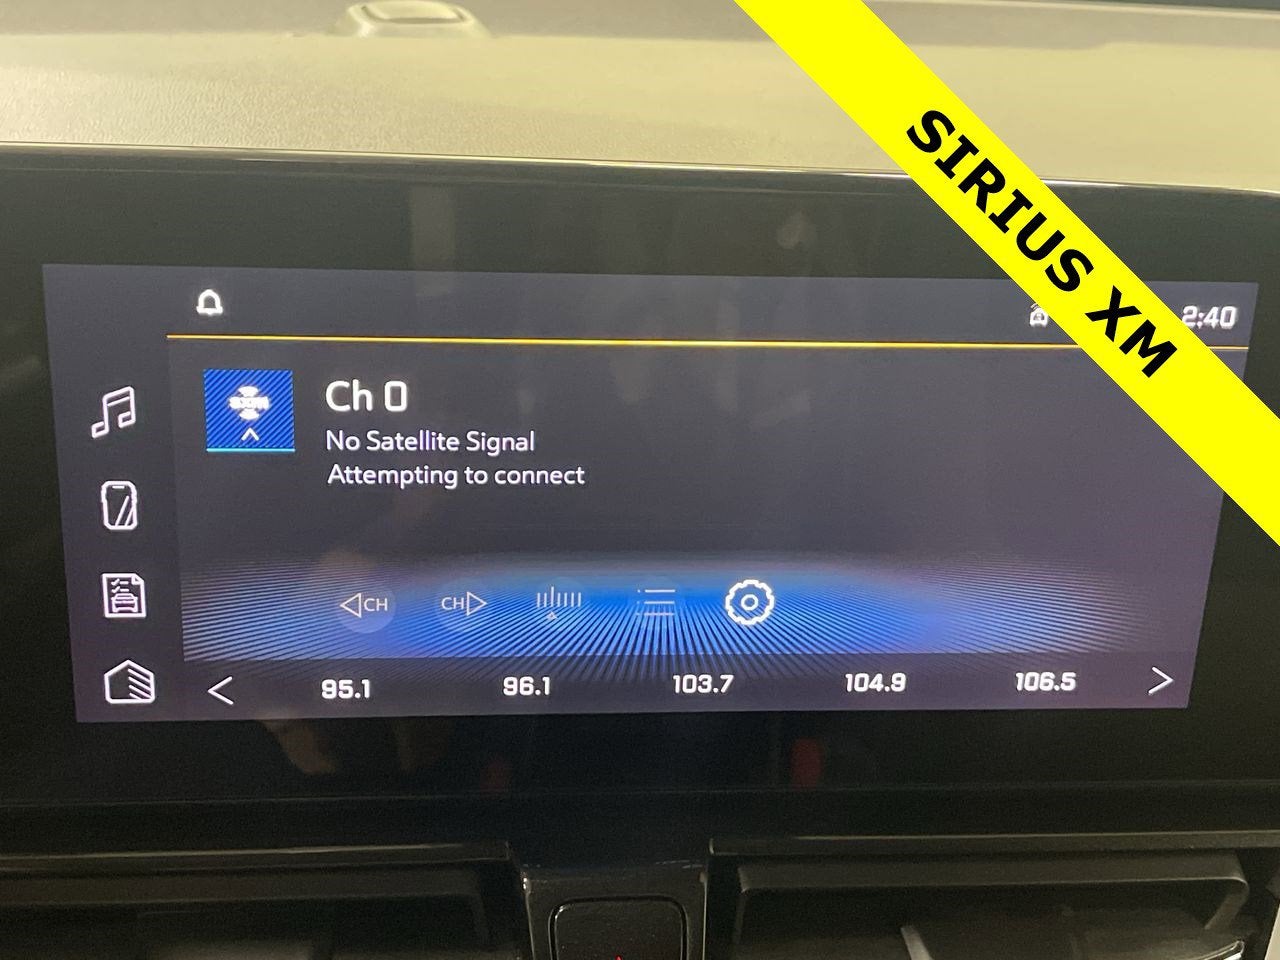 SIRIUS XM
2:40
SXM
Ch 0
No Satellite Signal
Attempting to connect
CH CH
95.1 96.1 103.7 104.9 106.5